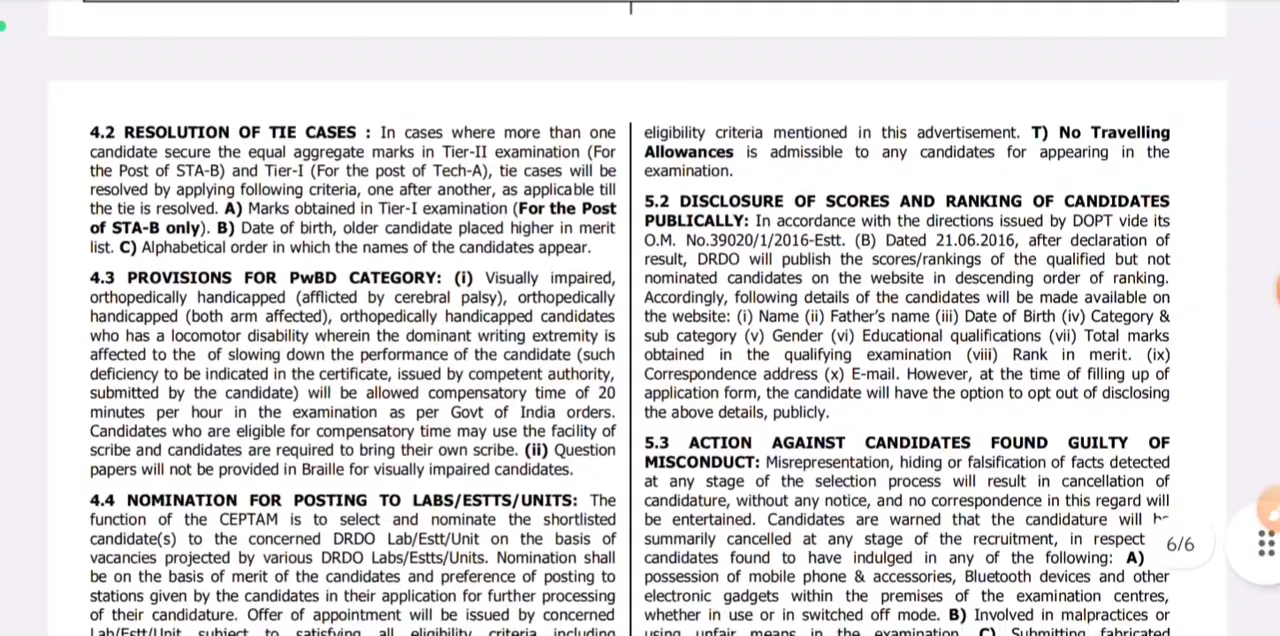 4.2 RESOLUTION OF TIE CASES : In cases where more than one
candidate secure the equal aggregate marks in Tier-II examination (For
the Post of STA-B) and Tier-I (For the post of Tech-A), tie cases will be
resolved by applying following criteria, one after another, as applicable till
the tie is resolved. A) Marks obtained in Tier-I examination (For the Post
of STA-B only). B) Date of birth, older candidate placed higher in merit
list. C) Alphabetical order in which the names of the candidates appear.
4.3 PROVISIONS FOR PwBD CATEGORY: (i) Visually impaired,
orthopedically handicapped (afflicted by cerebral palsy), orthopedically
handicapped (both arm affected), orthopedically handicapped candidates
who has a locomotor disability wherein the dominant writing extremity is
affected to the of slowing down the performance of the candidate (such
deficiency to be indicated in the certificate, issued by competent authority,
submitted by the candidate) will be allowed compensatory time of 20
minutes per hour in the examination as per Govt of India orders.
Candidates who are eligible for compensatory time may use the facility of
scribe and candidates are required to bring their own scribe. (ii) Question
papers will not be provided in Braille for visually impaired candidates.
4.4 NOMINATION FOR POSTING TO LABS/ESTTS/UNITS: The
function of the CEPTAM is to select and nominate the shortlisted
candidate(s) to the concerned DRDO Lab/Estt/Unit on the basis of
vacancies projected by various DRDO Labs/Estts/Units. Nomination shall
be on the basis of merit of the candidates and preference of posting to
stations given by the candidates in their application for further processing
of their candidature. Offer of appointment will be issued by concerned
Lab/Estt/Unit subject to satisfying all eligibility criteria including
eligibility criteria mentioned in this advertisement. T) No Travelling
Allowances is admissible to any candidates for appearing in the
examination.
5.2 DISCLOSURE OF SCORES AND RANKING OF CANDIDATES
PUBLICALLY: In accordance with the directions issued by DOPT vide its
O.M. No.39020/1/2016-Estt. (B) Dated 21.06.2016, after declaration of
result, DRDO will publish the scores/rankings of the qualified but not
nominated candidates on the website in descending order of ranking.
Accordingly, following details of the candidates will be made available on
the website: (i) Name (ii) Father's name (iii) Date of Birth (iv) Category &
sub category (v) Gender (vi) Educational qualifications (vii) Total marks
obtained in the qualifying examination (viii) Rank in merit. (ix)
Correspondence address (x) E-mail. However, at the time of filling up of
application form, the candidate will have the option to opt out of disclosing
the above details, publicly.
5.3 ACTION AGAINST CANDIDATES FOUND GUILTY OF
MISCONDUCT: Misrepresentation, hiding or falsification of facts detected
at any stage of the selection process will result in cancellation of
candidature, without any notice, and no correspondence in this regard will
be entertained. Candidates are warned that the candidature will
summarily cancelled at any stage of the recruitment, in respect
candidates found to have indulged in any of the following: A)
possession of mobile phone & accessories, Bluetooth devices and other
electronic gadgets within the premises of the examination centres,
whether in use or in switched off mode. B) Involved in malpractices or
using unfair means in the examination. C) Submitting fabricated
6/6